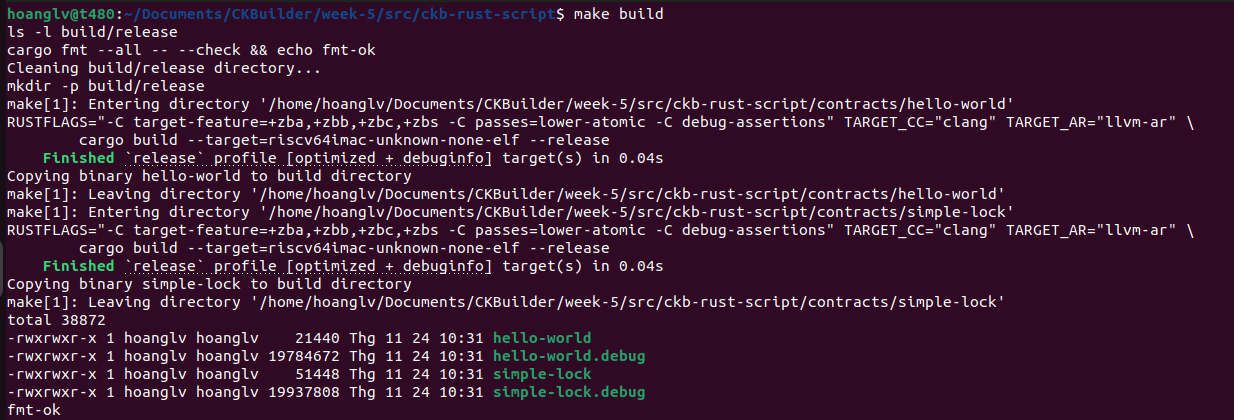 hoanglv@t480:~/Documents/CKBuilder/week-5/src/ckb-rust-script$ make build
ls -l build/release
cargo fmt --all -- --check && echo fmt-ok
Cleaning build/release directory...
mkdir -p build/release
make[1]: Entering directory '/home/hoanglv/Documents/CKBuilder/week-5/src/ckb-rust-script/contracts/hello-world'
RUSTFLAGS="-C target-feature=+zba,+zbb,+zbc,+zbs -C passes=lower-atomic -C debug-assertions" TARGET_CC="clang" TARGET_AR="llvm-ar" \
        cargo build --target=riscv64imac-unknown-none-elf --release
    Finished `release` profile [optimized + debuginfo] target(s) in 0.04s
Copying binary hello-world to build directory
make[1]: Leaving directory '/home/hoanglv/Documents/CKBuilder/week-5/src/ckb-rust-script/contracts/hello-world'
make[1]: Entering directory '/home/hoanglv/Documents/CKBuilder/week-5/src/ckb-rust-script/contracts/simple-lock'
RUSTFLAGS="-C target-feature=+zba,+zbb,+zbc,+zbs -C passes=lower-atomic -C debug-assertions" TARGET_CC="clang" TARGET_AR="llvm-ar" \
        cargo build --target=riscv64imac-unknown-none-elf --release
    Finished `release` profile [optimized + debuginfo] target(s) in 0.04s
Copying binary simple-lock to build directory
make[1]: Leaving directory '/home/hoanglv/Documents/CKBuilder/week-5/src/ckb-rust-script/contracts/simple-lock'
total 38872
-rwxrwxr-x 1 hoanglv hoanglv    21440 Thg 11 24 10:31 hello-world
-rwxrwxr-x 1 hoanglv hoanglv 19784672 Thg 11 24 10:31 hello-world.debug
-rwxrwxr-x 1 hoanglv hoanglv    51448 Thg 11 24 10:31 simple-lock
-rwxrwxr-x 1 hoanglv hoanglv 19937808 Thg 11 24 10:31 simple-lock.debug
fmt-ok